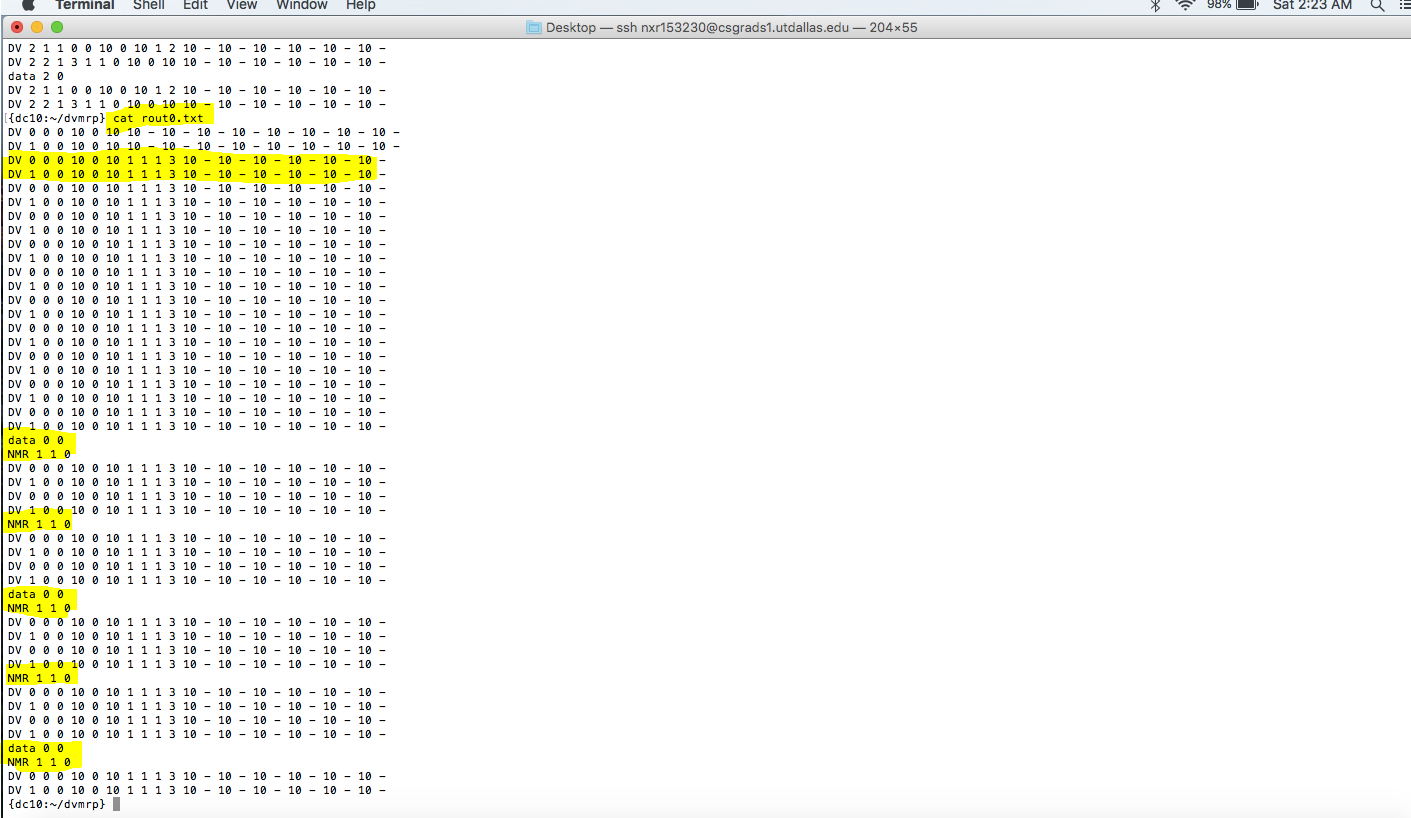 Terminal Shell Edit View Window Help 98% Sat 2:23 AM
Desktop — ssh nxr153230@csgrads1.utdallas.edu — 204×55
DV 2 1 1 0 0 10 0 10 1 2 10 - 10 - 10 - 10 - 10 -
DV 2 2 1 3 1 1 0 10 0 10 10 - 10 - 10 - 10 - 10 -
data 2 0
DV 2 1 1 0 0 10 0 10 1 2 10 - 10 - 10 - 10 - 10 -
DV 2 2 1 3 1 1 0 10 0 10 10 - 10 - 10 - 10 - 10 -
[{dc10:~/dvmrp} cat rout0.txt
DV 0 0 0 10 0 10 10 - 10 - 10 - 10 - 10 - 10 - 10 -
DV 1 0 0 10 0 10 10 - 10 - 10 - 10 - 10 - 10 - 10 -
DV 0 0 0 10 0 10 1 1 1 3 10 - 10 - 10 - 10 - 10 - 10 -
DV 1 0 0 10 0 10 1 1 1 3 10 - 10 - 10 - 10 - 10 - 10 -
DV 0 0 0 10 0 10 1 1 1 3 10 - 10 - 10 - 10 - 10 - 10 -
DV 1 0 0 10 0 10 1 1 1 3 10 - 10 - 10 - 10 - 10 - 10 -
DV 0 0 0 10 0 10 1 1 1 3 10 - 10 - 10 - 10 - 10 - 10 -
DV 1 0 0 10 0 10 1 1 1 3 10 - 10 - 10 - 10 - 10 - 10 -
DV 0 0 0 10 0 10 1 1 1 3 10 - 10 - 10 - 10 - 10 - 10 -
DV 1 0 0 10 0 10 1 1 1 3 10 - 10 - 10 - 10 - 10 - 10 -
DV 0 0 0 10 0 10 1 1 1 3 10 - 10 - 10 - 10 - 10 - 10 -
DV 1 0 0 10 0 10 1 1 1 3 10 - 10 - 10 - 10 - 10 - 10 -
DV 0 0 0 10 0 10 1 1 1 3 10 - 10 - 10 - 10 - 10 - 10 -
DV 1 0 0 10 0 10 1 1 1 3 10 - 10 - 10 - 10 - 10 - 10 -
DV 0 0 0 10 0 10 1 1 1 3 10 - 10 - 10 - 10 - 10 - 10 -
DV 1 0 0 10 0 10 1 1 1 3 10 - 10 - 10 - 10 - 10 - 10 -
DV 0 0 0 10 0 10 1 1 1 3 10 - 10 - 10 - 10 - 10 - 10 -
DV 1 0 0 10 0 10 1 1 1 3 10 - 10 - 10 - 10 - 10 - 10 -
DV 0 0 0 10 0 10 1 1 1 3 10 - 10 - 10 - 10 - 10 - 10 -
DV 1 0 0 10 0 10 1 1 1 3 10 - 10 - 10 - 10 - 10 - 10 -
DV 0 0 0 10 0 10 1 1 1 3 10 - 10 - 10 - 10 - 10 - 10 -
DV 1 0 0 10 0 10 1 1 1 3 10 - 10 - 10 - 10 - 10 - 10 -
data 0 0
NMR 1 1 0
DV 0 0 0 10 0 10 1 1 1 3 10 - 10 - 10 - 10 - 10 - 10 -
DV 1 0 0 10 0 10 1 1 1 3 10 - 10 - 10 - 10 - 10 - 10 -
DV 0 0 0 10 0 10 1 1 1 3 10 - 10 - 10 - 10 - 10 - 10 -
DV 1 0 0 10 0 10 1 1 1 3 10 - 10 - 10 - 10 - 10 - 10 -
NMR 1 1 0
DV 0 0 0 10 0 10 1 1 1 3 10 - 10 - 10 - 10 - 10 - 10 -
DV 1 0 0 10 0 10 1 1 1 3 10 - 10 - 10 - 10 - 10 - 10 -
DV 0 0 0 10 0 10 1 1 1 3 10 - 10 - 10 - 10 - 10 - 10 -
DV 1 0 0 10 0 10 1 1 1 3 10 - 10 - 10 - 10 - 10 - 10 -
data 0 0
NMR 1 1 0
DV 0 0 0 10 0 10 1 1 1 3 10 - 10 - 10 - 10 - 10 - 10 -
DV 1 0 0 10 0 10 1 1 1 3 10 - 10 - 10 - 10 - 10 - 10 -
DV 0 0 0 10 0 10 1 1 1 3 10 - 10 - 10 - 10 - 10 - 10 -
DV 1 0 0 10 0 10 1 1 1 3 10 - 10 - 10 - 10 - 10 - 10 -
NMR 1 1 0
DV 0 0 0 10 0 10 1 1 1 3 10 - 10 - 10 - 10 - 10 - 10 -
DV 1 0 0 10 0 10 1 1 1 3 10 - 10 - 10 - 10 - 10 - 10 -
DV 0 0 0 10 0 10 1 1 1 3 10 - 10 - 10 - 10 - 10 - 10 -
DV 1 0 0 10 0 10 1 1 1 3 10 - 10 - 10 - 10 - 10 - 10 -
data 0 0
NMR 1 1 0
DV 0 0 0 10 0 10 1 1 1 3 10 - 10 - 10 - 10 - 10 - 10 -
DV 1 0 0 10 0 10 1 1 1 3 10 - 10 - 10 - 10 - 10 - 10 -
{dc10:~/dvmrp}